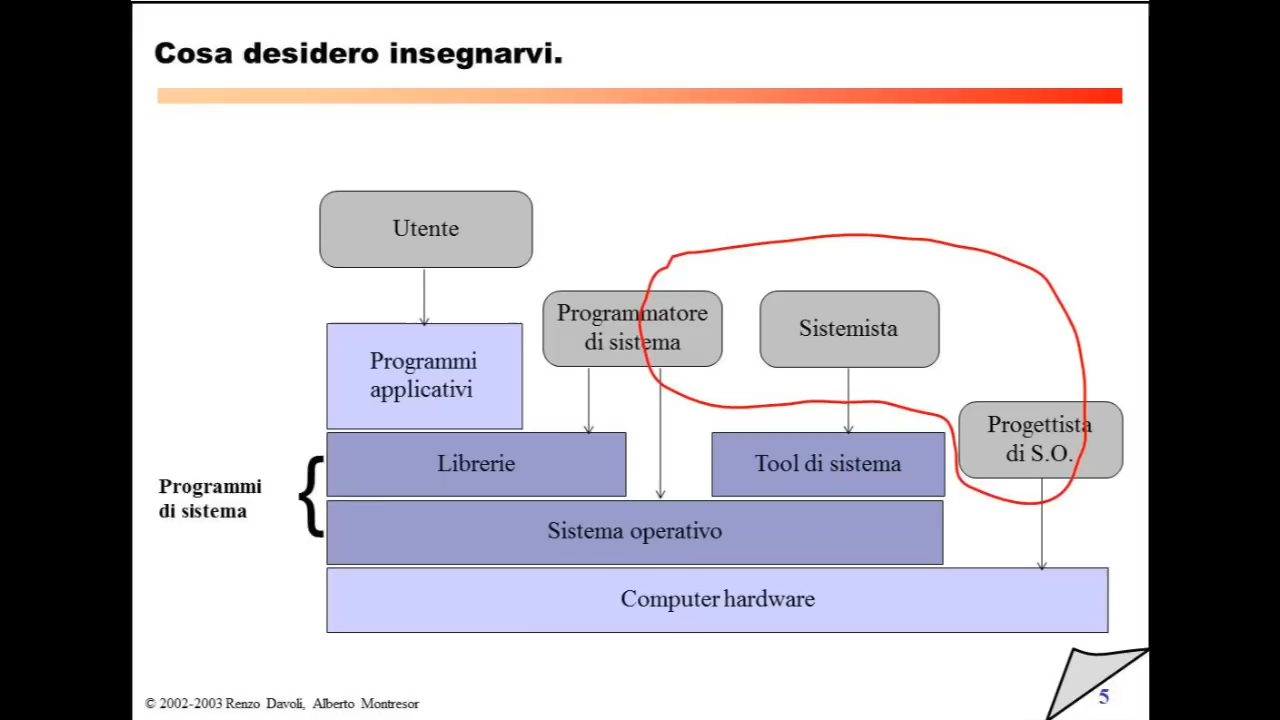 Cosa desidero insegnarvi.
Utente
Programmatore
di sistema
Sistemista
Programmi
applicativi
Progettista
di S.O.
Librerie
Tool di sistema
Programmi
di sistema
{
Sistema operativo
Computer hardware
© 2002-2003 Renzo Davoli, Alberto Montresor
5